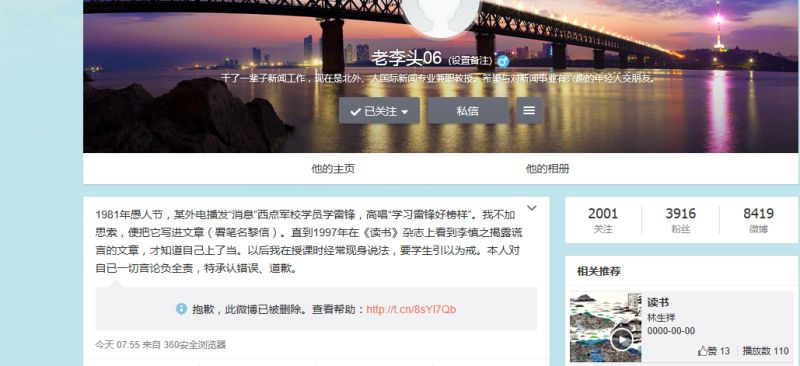 老李头06 (设置备注)
干了一辈子新闻工作，现在是北外、人国际新闻专业兼职教授。希望与对新闻事业有兴趣的年轻人交朋友。
已关注
私信
他的主页
他的相册
1981年愚人节，某外电播发“消息”西点军校学员学雷锋，高唱“学习雷锋好榜样”。我不加
思索，便把它写进文章（署笔名黎信）。直到1997年在《读书》杂志上看到李慎之揭露谎
言的文章，才知道自己上了当。以后我在授课时经常现身说法，要学生引以为戒。本人对
自已一切言论负全责，特承认错误、道歉。
抱歉，此微博已被删除。查看帮助：http://t.cn/8sYl7Qb
今天 07:55 来自 360安全浏览器
2001 3916 8419
关注 粉丝 微博
相关推荐
读书
林生祥
0000-00-00
赞 13 播放数 110